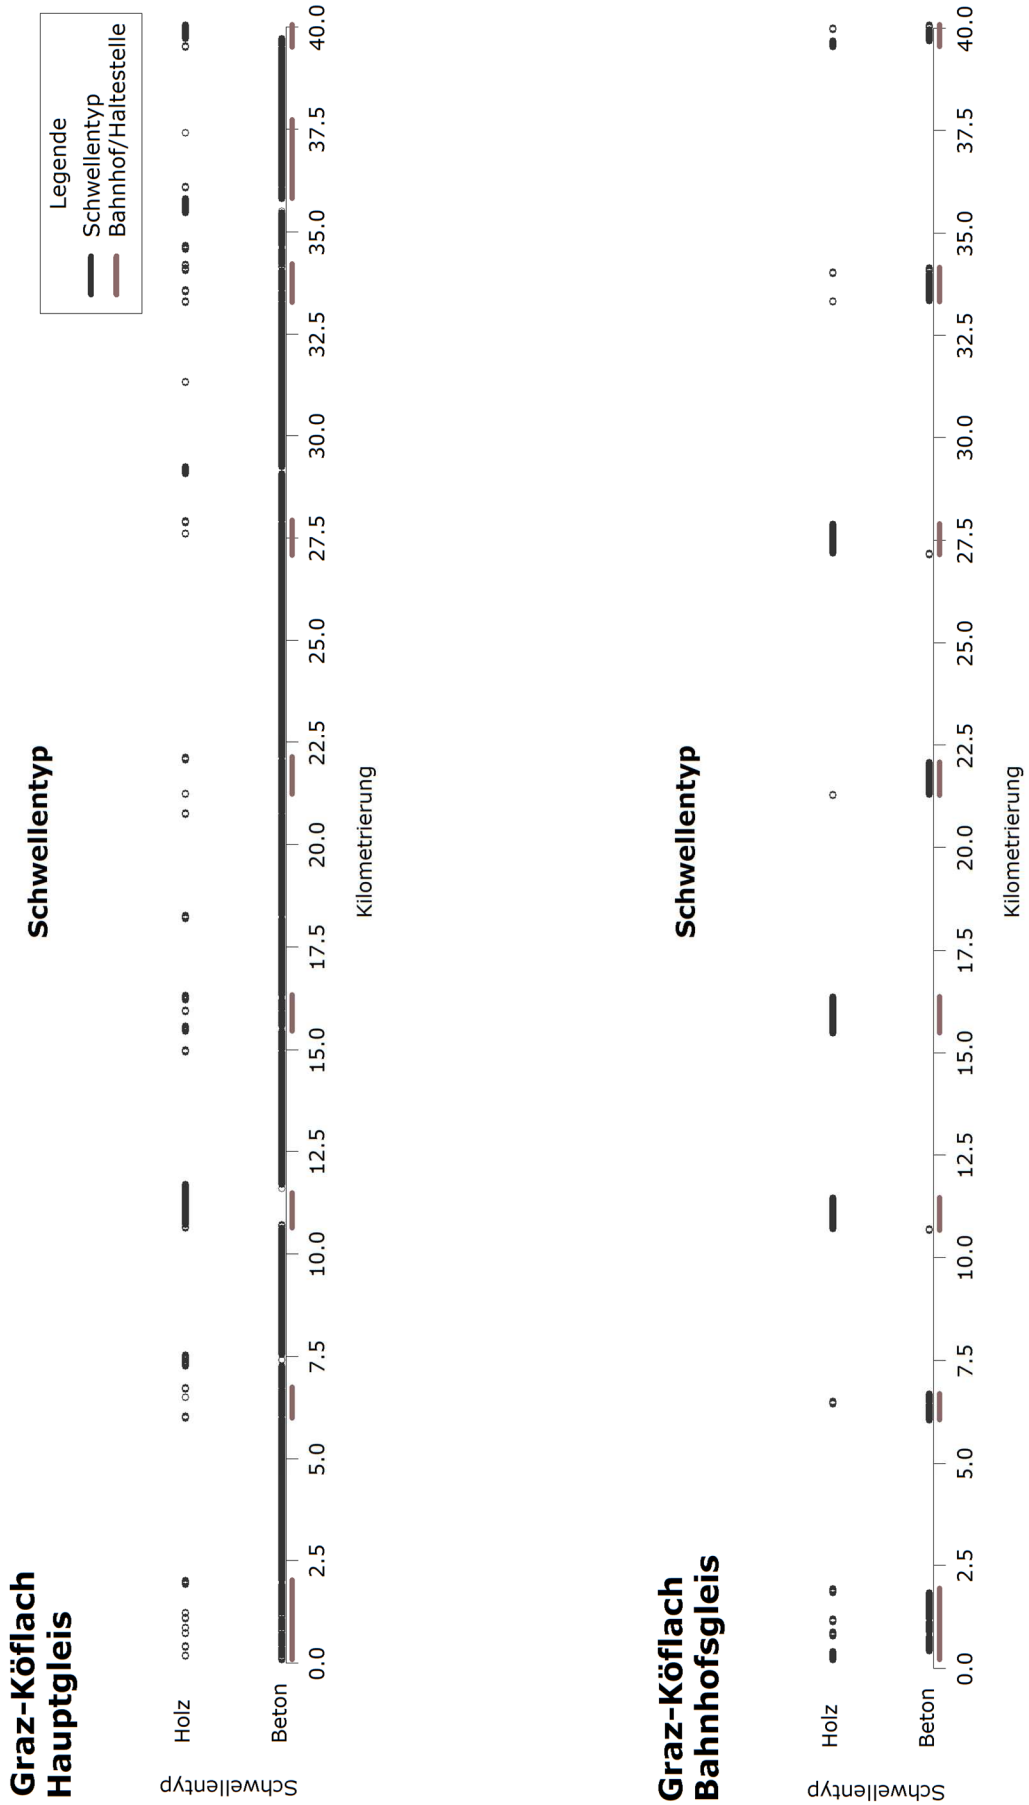 Graz-Köflach
Hauptgleis
Schwellentyp
Legende
Schwellentyp
Bahnhof/Haltestelle
Schwellentyp
Holz
Beton
0.0 2.5 5.0 7.5 10.0 12.5 15.0 17.5 20.0 22.5 25.0 27.5 30.0 32.5 35.0 37.5 40.0
Kilometrierung
Graz-Köflach
Bahnhofsgleis
Schwellentyp
Schwellentyp
Holz
Beton
0.0 2.5 5.0 7.5 10.0 12.5 15.0 17.5 20.0 22.5 25.0 27.5 30.0 32.5 35.0 37.5 40.0
Kilometrierung